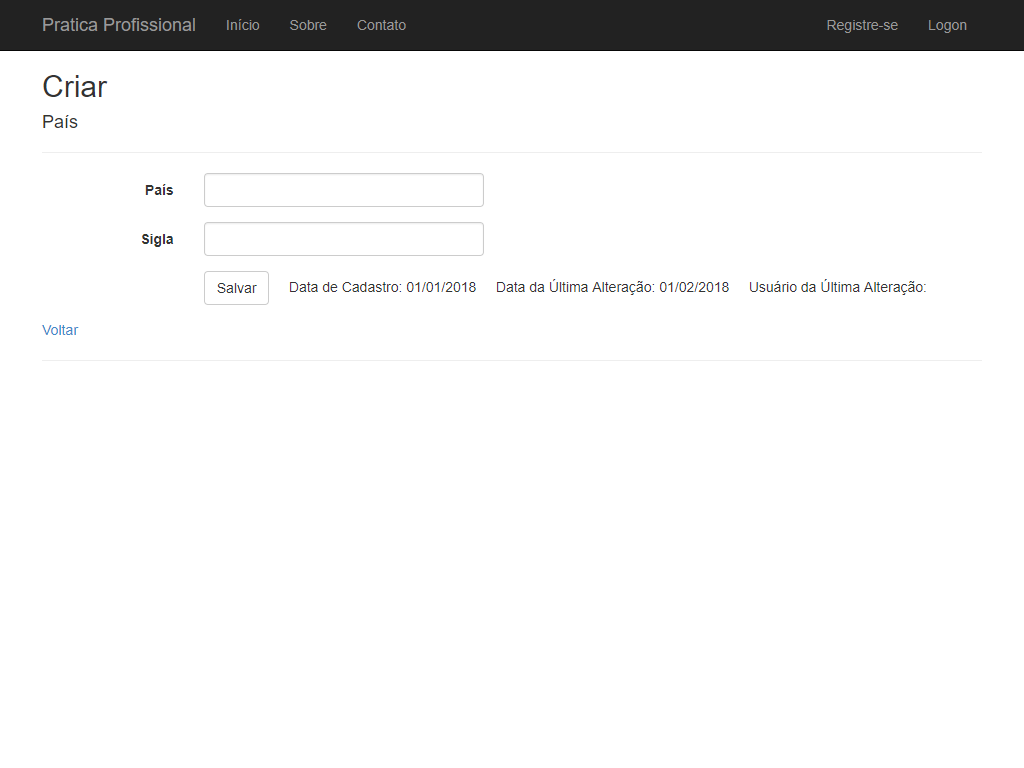 Pratica Profissional Início Sobre Contato Registre-se Logon
Criar
País
País
Sigla
Salvar Data de Cadastro: 01/01/2018 Data da Última Alteração: 01/02/2018 Usuário da Última Alteração:
Voltar